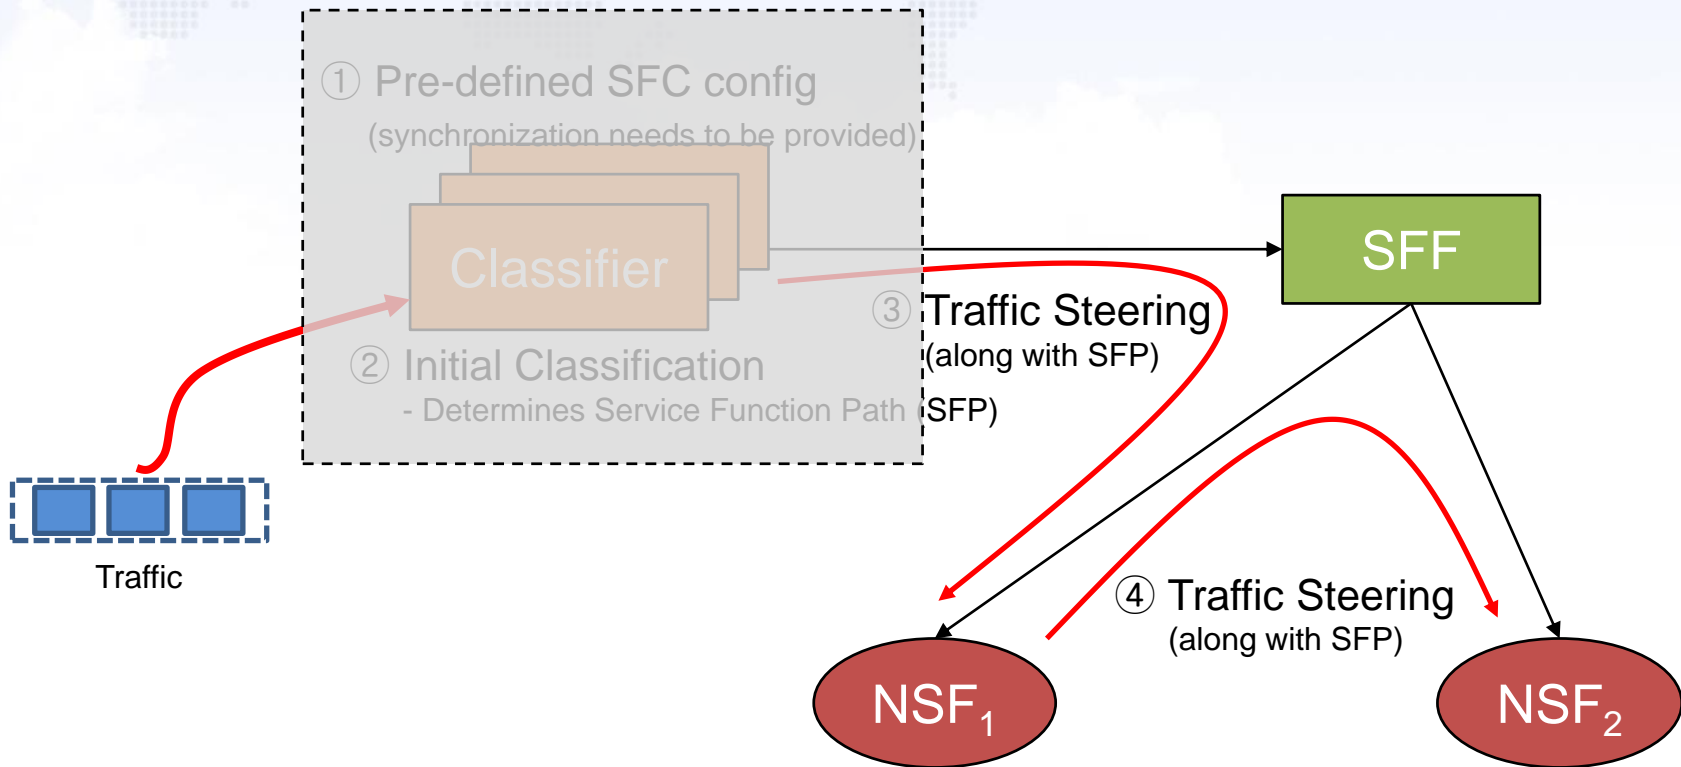 ① Pre-defined SFC config
(synchronization needs to be provided)
Classifier
SFF
③ Traffic Steering
(along with SFP)
② Initial Classification
- Determines Service Function Path (SFP)
Traffic
④ Traffic Steering
(along with SFP)
NSF₁
NSF₂